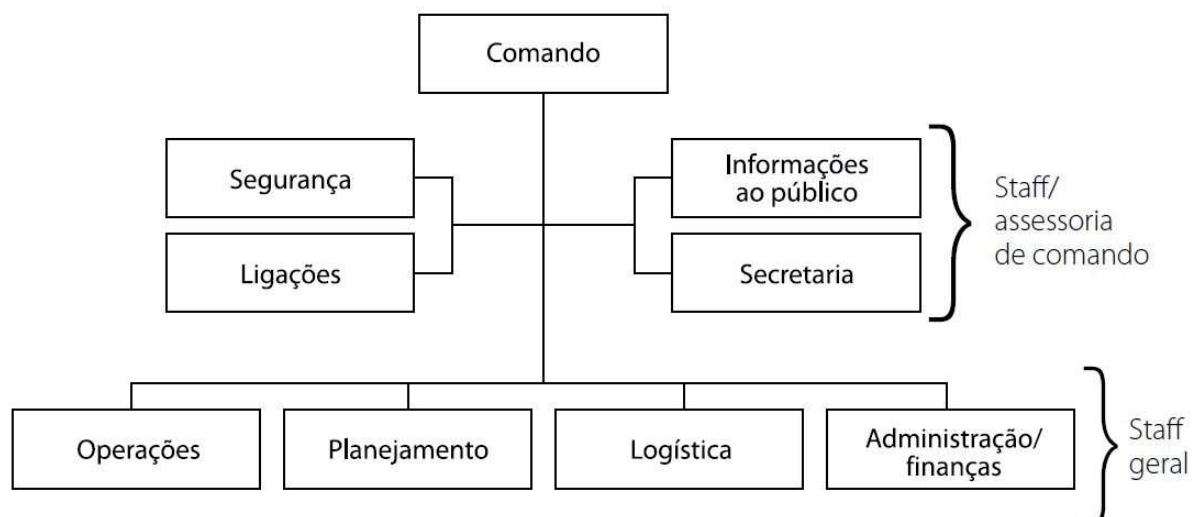 Comando
Segurança
Informações
ao público
Ligações
Secretaria
Staff/
assessoria
de comando
Operações
Planejamento
Logística
Administração/
finanças
Staff
geral